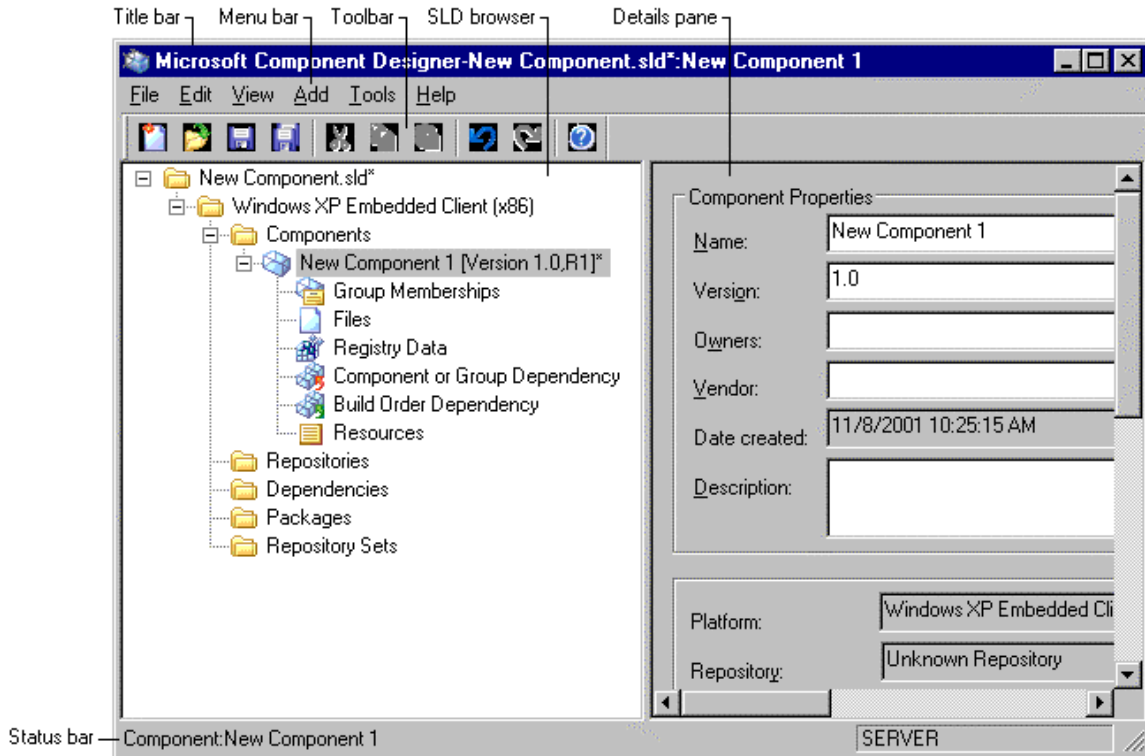 Title bar Menu bar Toolbar SLD browser Details pane
Microsoft Component Designer-New Component.sld*:New Component 1
File Edit View Add Tools Help
New Component.sld*
Windows XP Embedded Client (x86)
Components
New Component 1 [Version 1.0,R1]*
Group Memberships
Files
Registry Data
Component or Group Dependency
Build Order Dependency
Resources
Repositories
Dependencies
Packages
Repository Sets
Component Properties
Name: New Component 1
Version: 1.0
Owners:
Vendor:
Date created: 11/8/2001 10:25:15 AM
Description:
Platform: Windows XP Embedded Cli
Repository: Unknown Repository
Status bar Component:New Component 1 SERVER